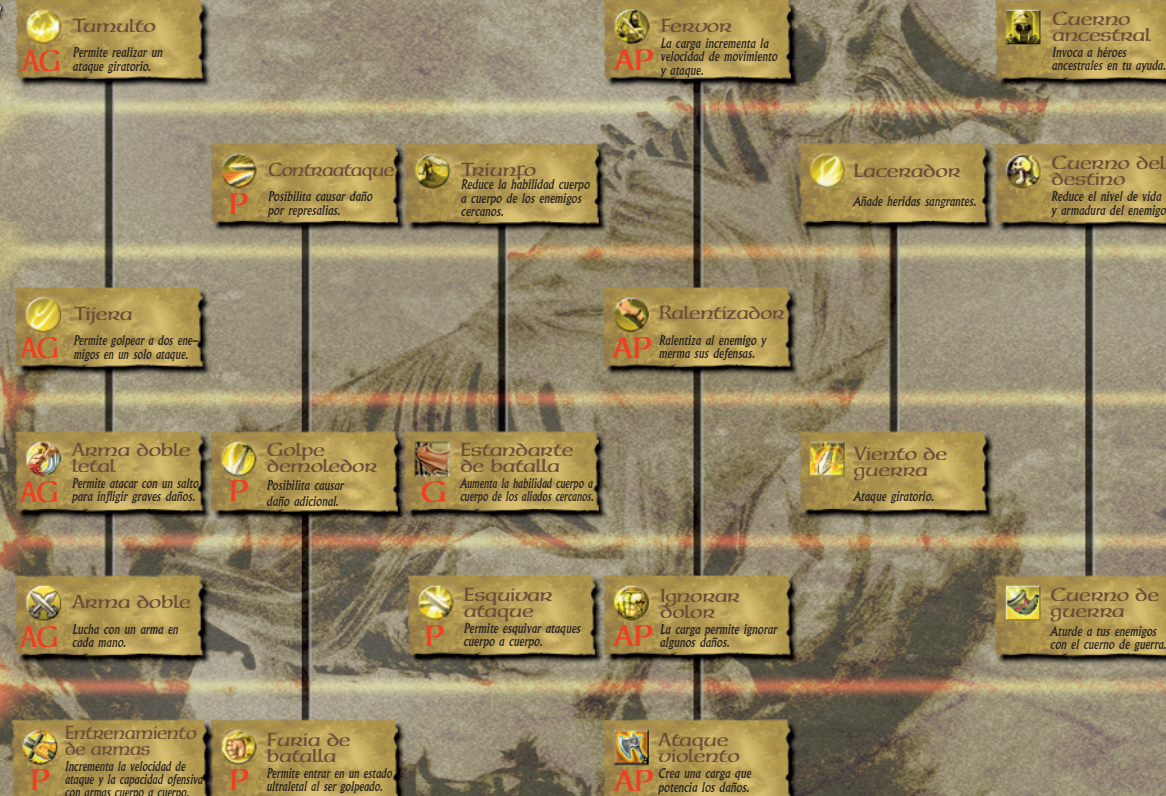 Tumulto
AG
Permite realizar un
ataque giratorio.
Fervor
AP
La carga incrementa la
velocidad de movimiento
y ataque.
Cuerno
ancestral
Invoca a héroes
ancestrales en tu ayuda.
Contraataque
P
Posibilita causar daño
por represalias.
Triunfo
Reduce la habilidad cuerpo
a cuerpo de los enemigos
cercanos.
Lacerador
Añade heridas sangrantes.
Cuerno del
destino
Reduce el nivel de vida
y armadura del enemigo
Tijera
AG
Permite golpear a dos ene-
migos en un solo ataque.
Ralentizador
AP
Ralentiza al enemigo y
merma sus defensas.
Arma doble
letal
AG
Permite atacar con un salto
para infligir graves daños.
Golpe
demoledor
P
Posibilita causar
daño adicional.
Estandarte
de batalla
G
Aumenta la habilidad cuerpo a
cuerpo de los aliados cercanos.
Viento de
guerra
Ataque giratorio.
Arma doble
AG
Lucha con un arma en
cada mano.
Esquivar
ataque
P
Permite esquivar ataques
cuerpo a cuerpo.
Ignorar
dolor
AP
La carga permite ignorar
algunos daños.
Cuerno de
guerra
Aturde a tus enemigos
con el cuerno de guerra.
Entrenamiento
de armas
P
Incrementa la velocidad de
ataque y la capacidad ofensiva
con armas cuerpo a cuerpo.
Furia de
batalla
P
Permite entrar en un estado
ultraletal al ser golpeado.
Ataque
violento
AP
Crea una carga que
potencia los daños.